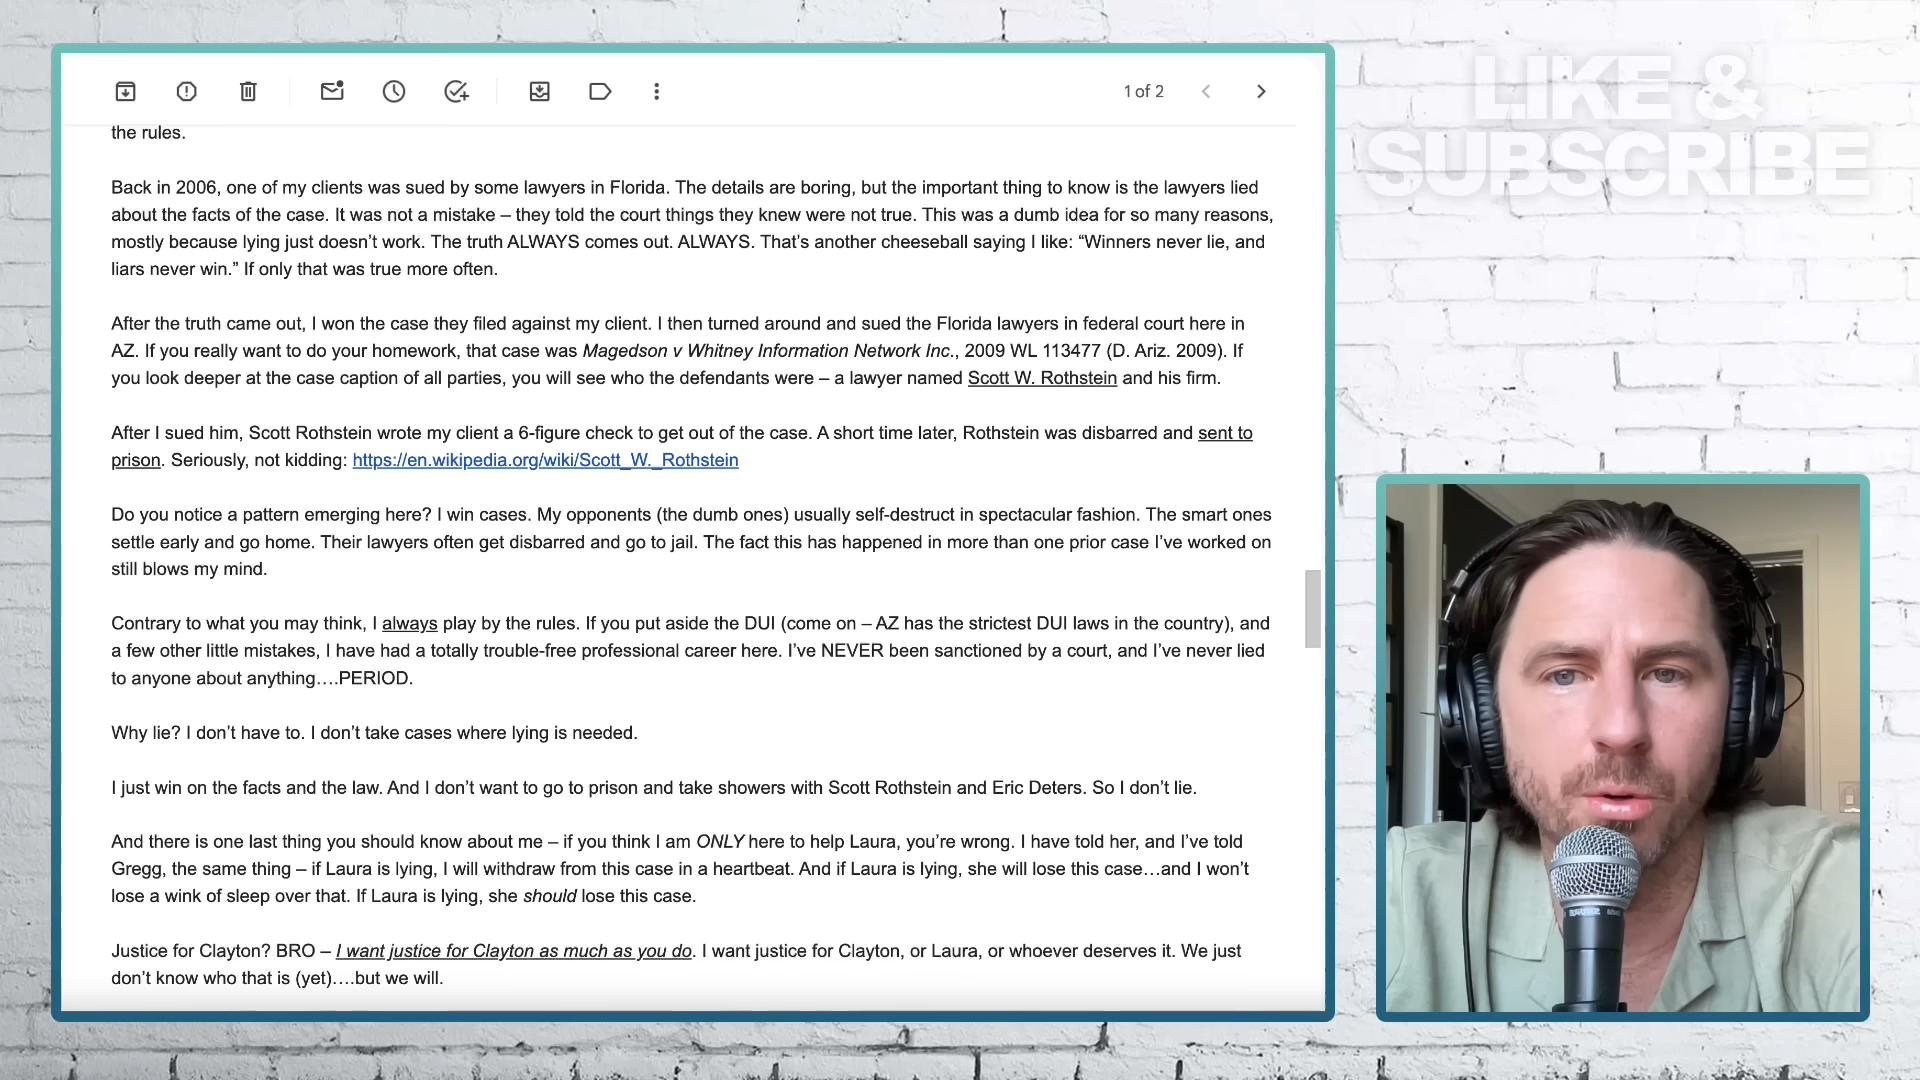 LIKE &
SUBSCRIBE
1 of 2
the rules.
Back in 2006, one of my clients was sued by some lawyers in Florida. The details are boring, but the important thing to know is the lawyers lied
about the facts of the case. It was not a mistake – they told the court things they knew were not true. This was a dumb idea for so many reasons,
mostly because lying just doesn’t work. The truth ALWAYS comes out. ALWAYS. That’s another cheeseball saying I like: “Winners never lie, and
liars never win.” If only that was true more often.
After the truth came out, I won the case they filed against my client. I then turned around and sued the Florida lawyers in federal court here in
AZ. If you really want to do your homework, that case was Magedson v Whitney Information Network Inc., 2009 WL 113477 (D. Ariz. 2009). If
you look deeper at the case caption of all parties, you will see who the defendants were – a lawyer named Scott W. Rothstein and his firm.
After I sued him, Scott Rothstein wrote my client a 6-figure check to get out of the case. A short time later, Rothstein was disbarred and sent to
prison. Seriously, not kidding: https://en.wikipedia.org/wiki/Scott_W._Rothstein
Do you notice a pattern emerging here? I win cases. My opponents (the dumb ones) usually self-destruct in spectacular fashion. The smart ones
settle early and go home. Their lawyers often get disbarred and go to jail. The fact this has happened in more than one prior case I’ve worked on
still blows my mind.
Contrary to what you may think, I always play by the rules. If you put aside the DUI (come on – AZ has the strictest DUI laws in the country), and
a few other little mistakes, I have had a totally trouble-free professional career here. I’ve NEVER been sanctioned by a court, and I’ve never lied
to anyone about anything….PERIOD.
Why lie? I don’t have to. I don’t take cases where lying is needed.
I just win on the facts and the law. And I don’t want to go to prison and take showers with Scott Rothstein and Eric Deters. So I don’t lie.
And there is one last thing you should know about me – if you think I am ONLY here to help Laura, you’re wrong. I have told her, and I’ve told
Gregg, the same thing – if Laura is lying, I will withdraw from this case in a heartbeat. And if Laura is lying, she will lose this case…and I won’t
lose a wink of sleep over that. If Laura is lying, she should lose this case.
Justice for Clayton? BRO – I want justice for Clayton as much as you do. I want justice for Clayton, or Laura, or whoever deserves it. We just
don’t know who that is (yet)….but we will.